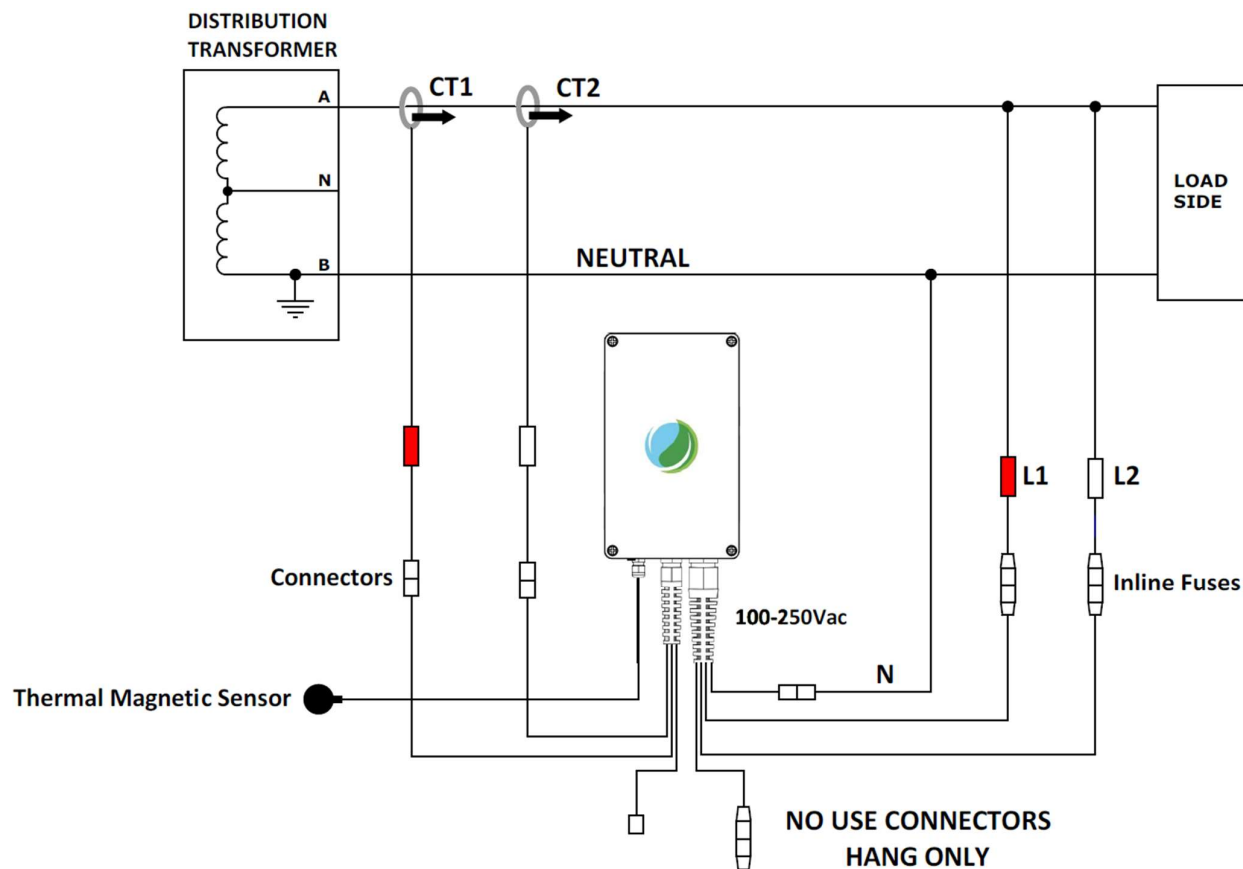 DISTRIBUTION
TRANSFORMER
A
CT1
CT2
N
LOAD
SIDE
B
NEUTRAL
L1
L2
Connectors
Inline Fuses
100-250Vac
N
Thermal Magnetic Sensor
NO USE CONNECTORS
HANG ONLY